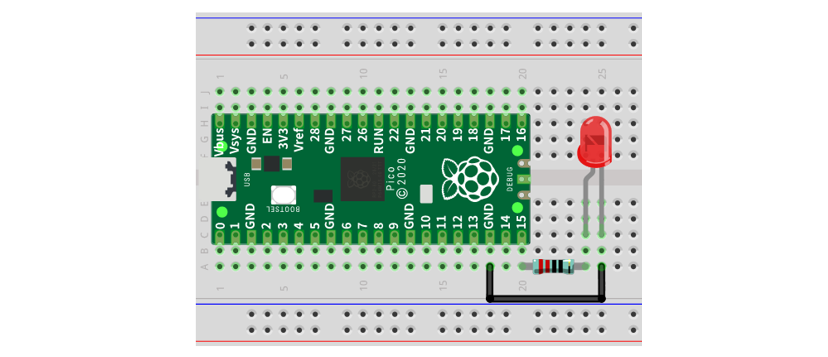 1 5 10 15 20 25
J
I
H
G
F
Vbus Vsys GND EN 3V3 Vref 28 GND 27 26 RUN 22 GND 21 20 19 18 GND 17 16
USB
BOOTSEL
Pico
©2020
DEBUG
0 1 GND 2 3 4 5 GND 6 7 8 9 GND 10 11 12 13 GND 14 15
E
D
C
B
A
1 5 10 15 20 25